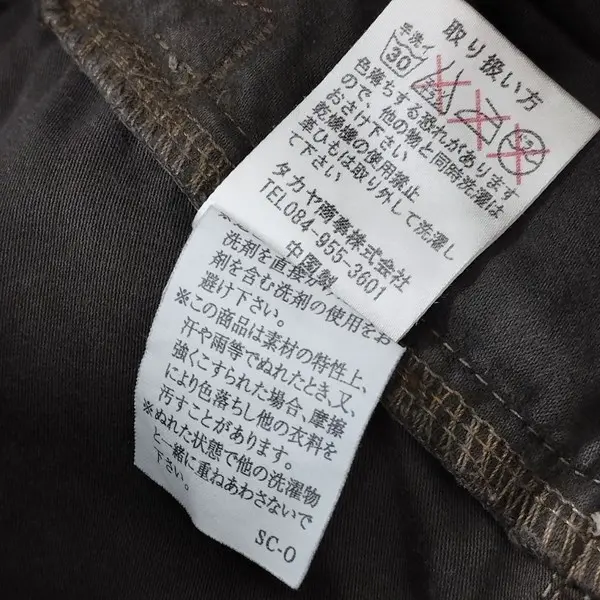 取り扱い方
手洗イ
30
色落ちする恐れがあります
ので、他の物と同時洗濯は
おさけ下さい
乾燥機の使用禁止
革ひもは取り外して洗濯し
て下さい
タカヤ商事株式会社
TEL084-955-3601
中国製
洗剤を直接
剤を含む洗剤の使用をお
避け下さい。
※この商品は素材の特性上、
汗や雨等でぬれたとき、又、
強くこすられた場合、摩擦
により色落ちし他の衣料を
汚すことがあります。
※ぬれた状態で他の洗濯物
と一緒に重ねあわさないで
下さい。
SC-O